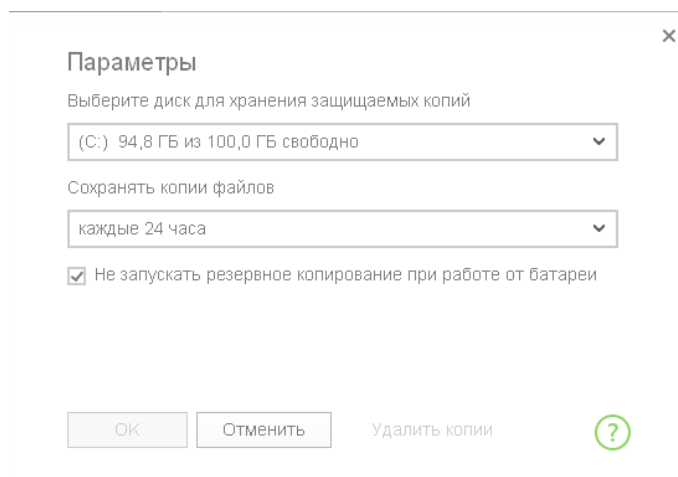 Параметры
Выберите диск для хранения защищаемых копий
(C:) 94,8 ГБ из 100,0 ГБ свободно
Сохранять копии файлов
каждые 24 часа
Не запускать резервное копирование при работе от батареи
OK
Отменить
Удалить копии
?